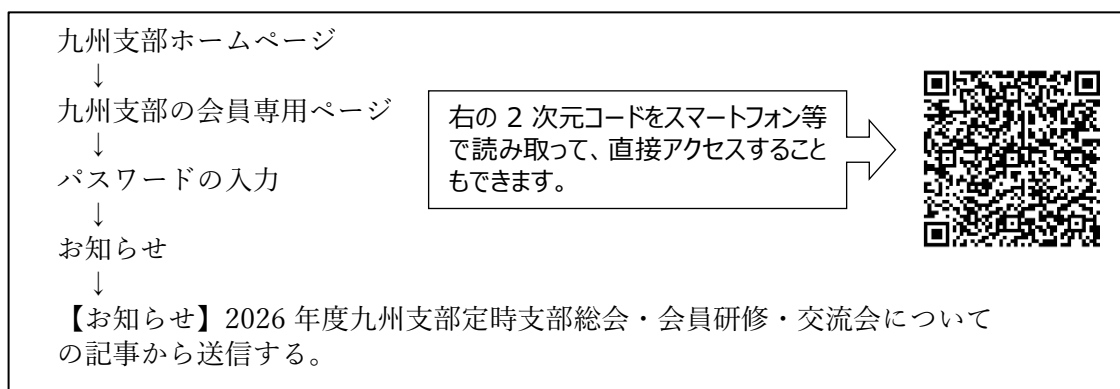 九州支部ホームページ
↓
九州支部の会員専用ページ
↓
パスワードの入力
↓
お知らせ
↓
【お知らせ】2026 年度九州支部定時支部総会・会員研修・交流会について
の記事から送信する。
右の 2 次元コードをスマートフォン等
で読み取って、直接アクセスすること
もできます。